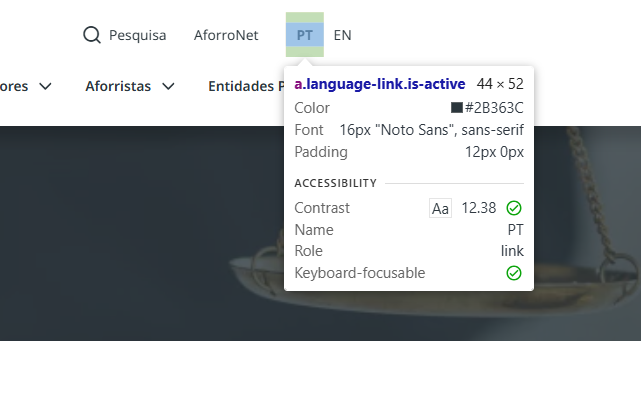 Pesquisa AforroNet PT EN
ores Aforristas Entidades P
a.language-link.is-active 44 × 52
Color #2B363C
Font 16px "Noto Sans", sans-serif
Padding 12px 0px
ACCESSIBILITY
Contrast Aa 12.38
Name PT
Role link
Keyboard-focusable